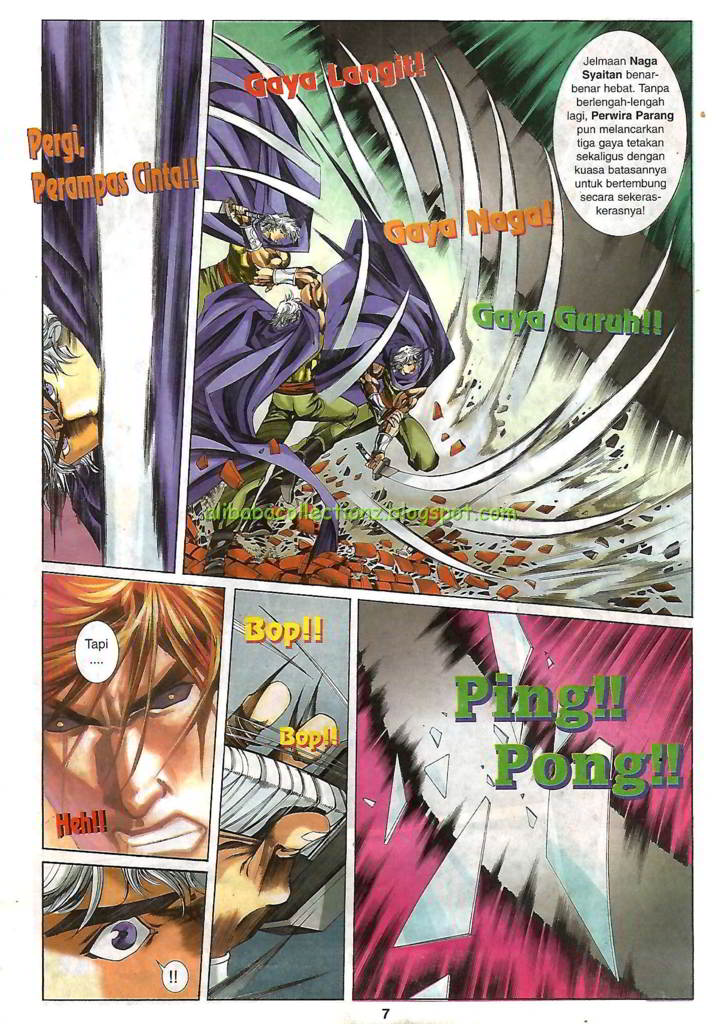 Pergi,
Perampas Cinta!!
Gaya Langit!
Gaya Naga!
Gaya Guruh!!
Jelmaan Naga
Syaitan benar-
benar hebat. Tanpa
berlengah-lengah
lagi, Perwira Parang
pun melancarkan
tiga gaya tetakan
sekaligus dengan
kuasa batasannya
untuk bertembung
secara sekeras-
kerasnya!
alibabacollectionz.blogspot.com
Tapi
....
Heh!!
!!
Bop!!
Bop!!
Ping!!
Pong!!
7